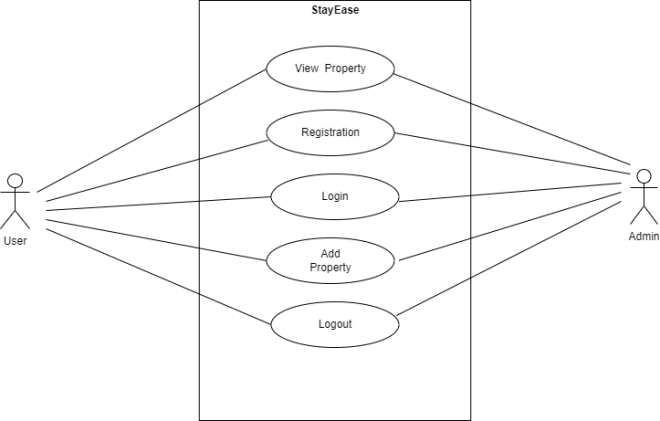 StayEase
View Property
Registration
Login
Add
Property
Logout
User
Admin